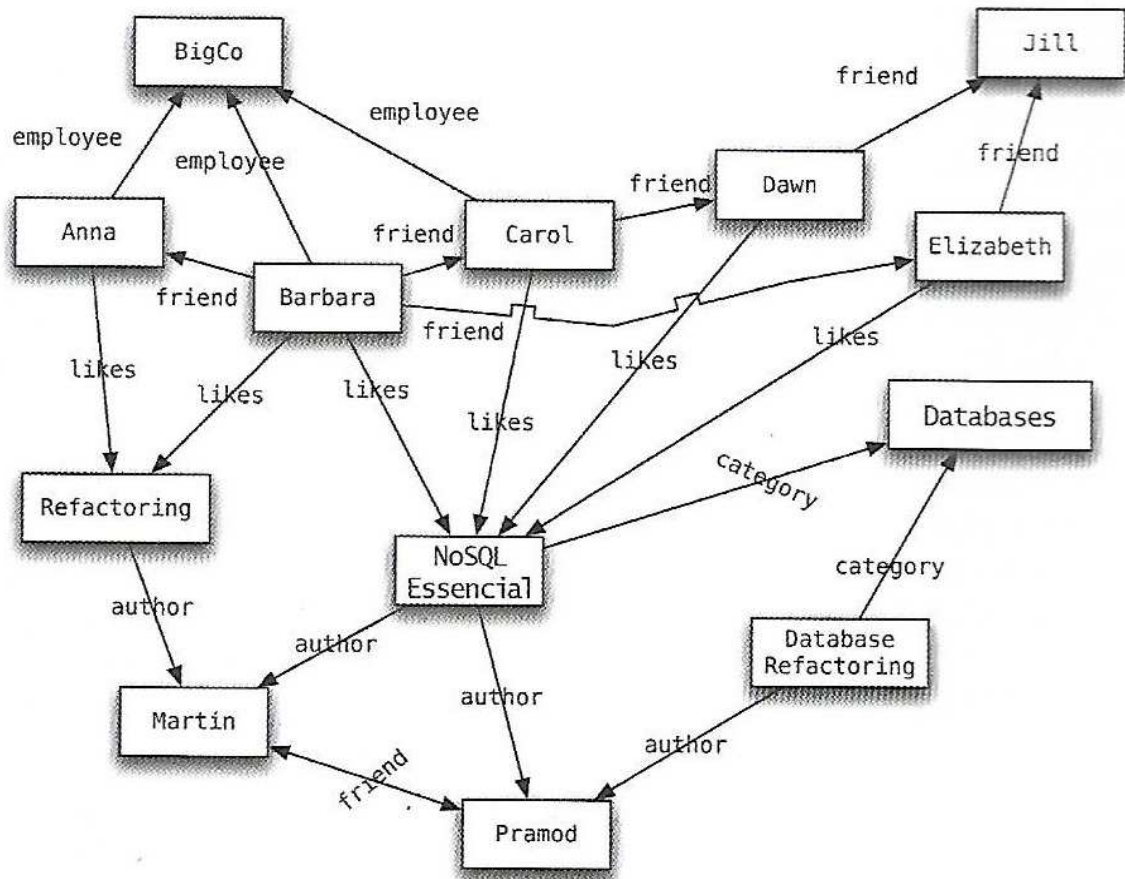 BigCo
Jill
friend
employee
employee
employee
friend
friend
Dawn
Anna
friend
Carol
Elizabeth
friend
Barbara
friend
likes
likes
likes
likes
likes
likes
Databases
category
Refactoring
NoSQL
Essencial
category
author
author
Database
Refactoring
author
Martin
author
friend
Pramod